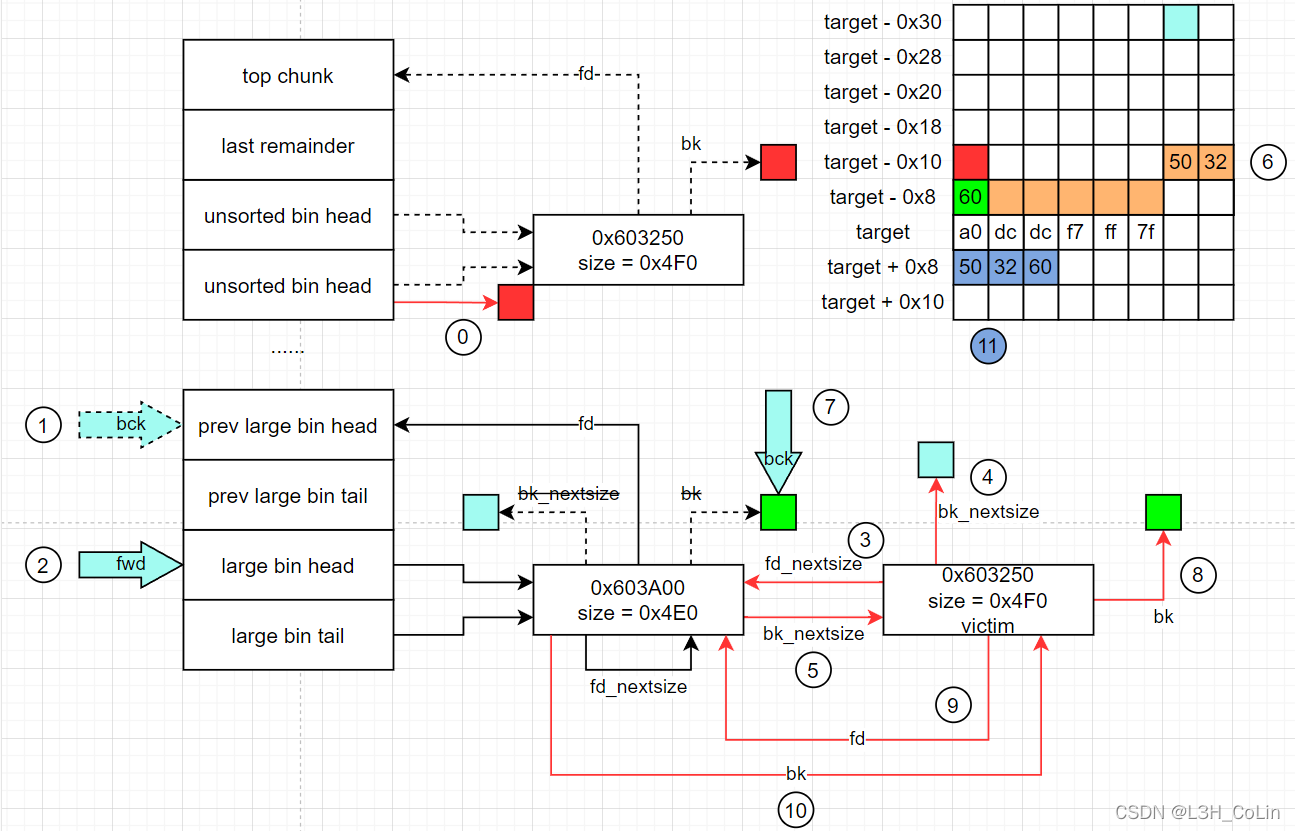 top chunk
last remainder
unsorted bin head
unsorted bin head
......
fd
bk
0x603250
size = 0x4F0
0
target - 0x30
target - 0x28
target - 0x20
target - 0x18
target - 0x10 50 32
6
target - 0x8 60
target a0 dc dc f7 ff 7f
target + 0x8 50 32 60
target + 0x10
11
1
bck
prev large bin head
prev large bin tail
2
fwd
large bin head
large bin tail
fd
bk_nextsize
bk
7
bck
4
bk_nextsize
3
fd_nextsize
0x603A00
size = 0x4E0
0x603250
size = 0x4F0
victim
8
bk
bk_nextsize
5
fd_nextsize
9
fd
bk
10
CSDN @L3H_CoLin